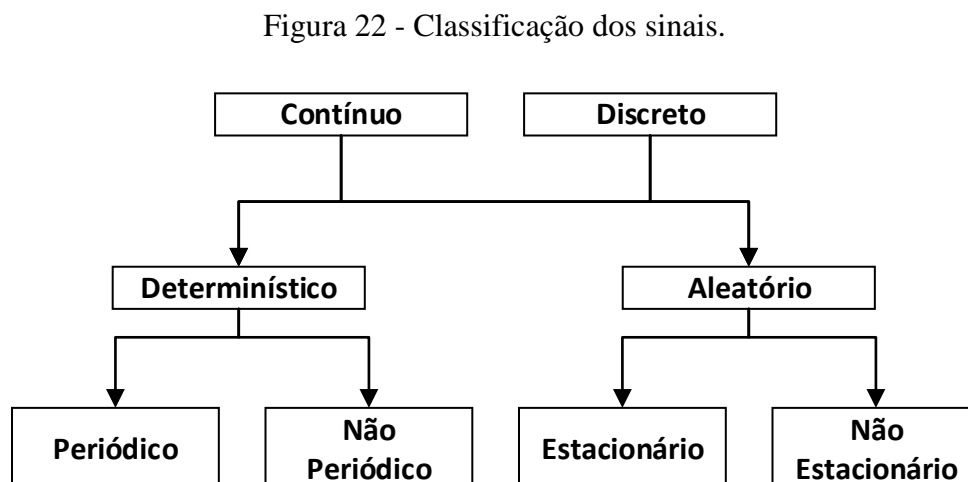 Figura 22 - Classificação dos sinais.
Contínuo
Discreto
Determinístico
Aleatório
Periódico
Não
Periódico
Estacionário
Não
Estacionário